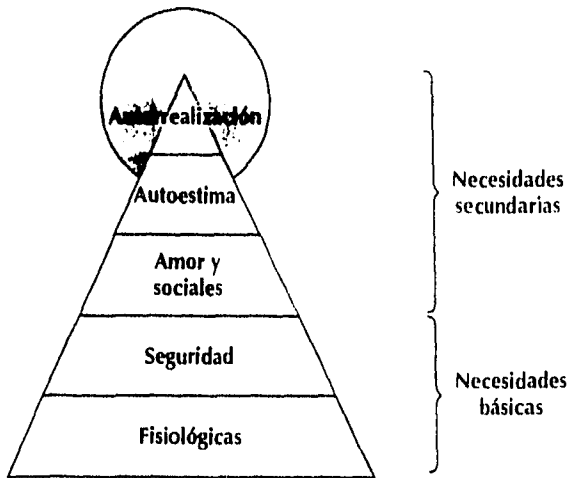 Autorrealización
Autoestima
Amor y
sociales
Seguridad
Fisiológicas
Necesidades
secundarias
Necesidades
básicas